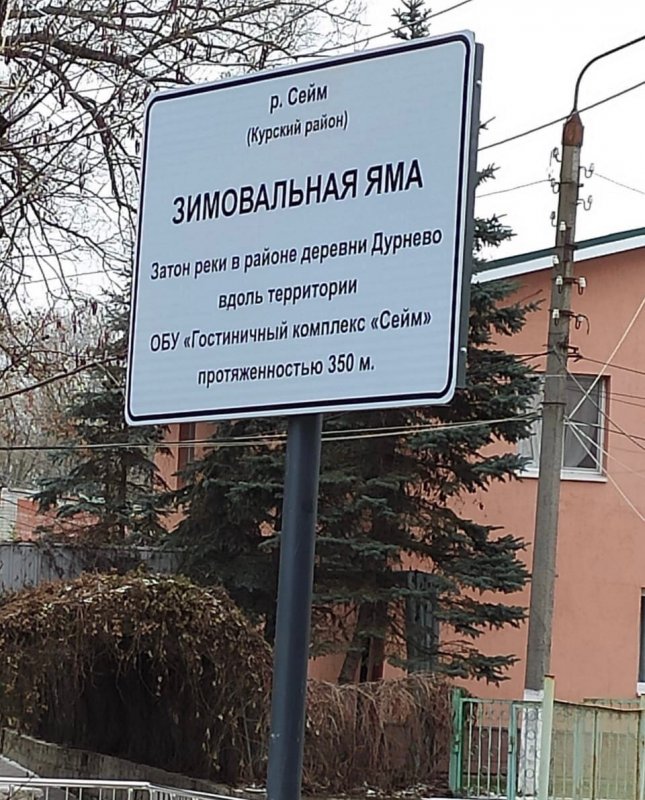 р. Сейм
(Курский район)
ЗИМОВАЛЬНАЯ ЯМА
Затон реки в районе деревни Дурнево
вдоль территории
ОБУ «Гостиничный комплекс «Сейм»
протяженностью 350 м.